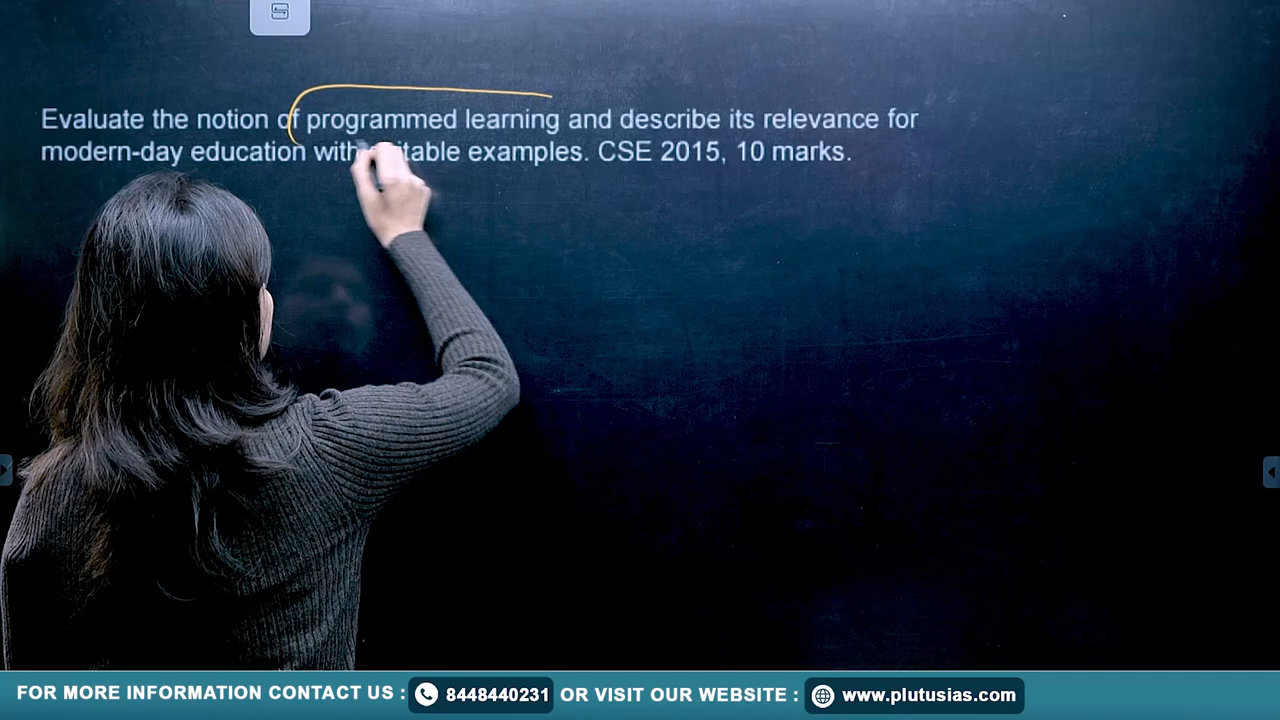 Evaluate the notion of programmed learning and describe its relevance for
modern-day education with examples. CSE 2015, 10 marks.
FOR MORE INFORMATION CONTACT US : 8448440231 OR VISIT OUR WEBSITE : www.plutusias.com